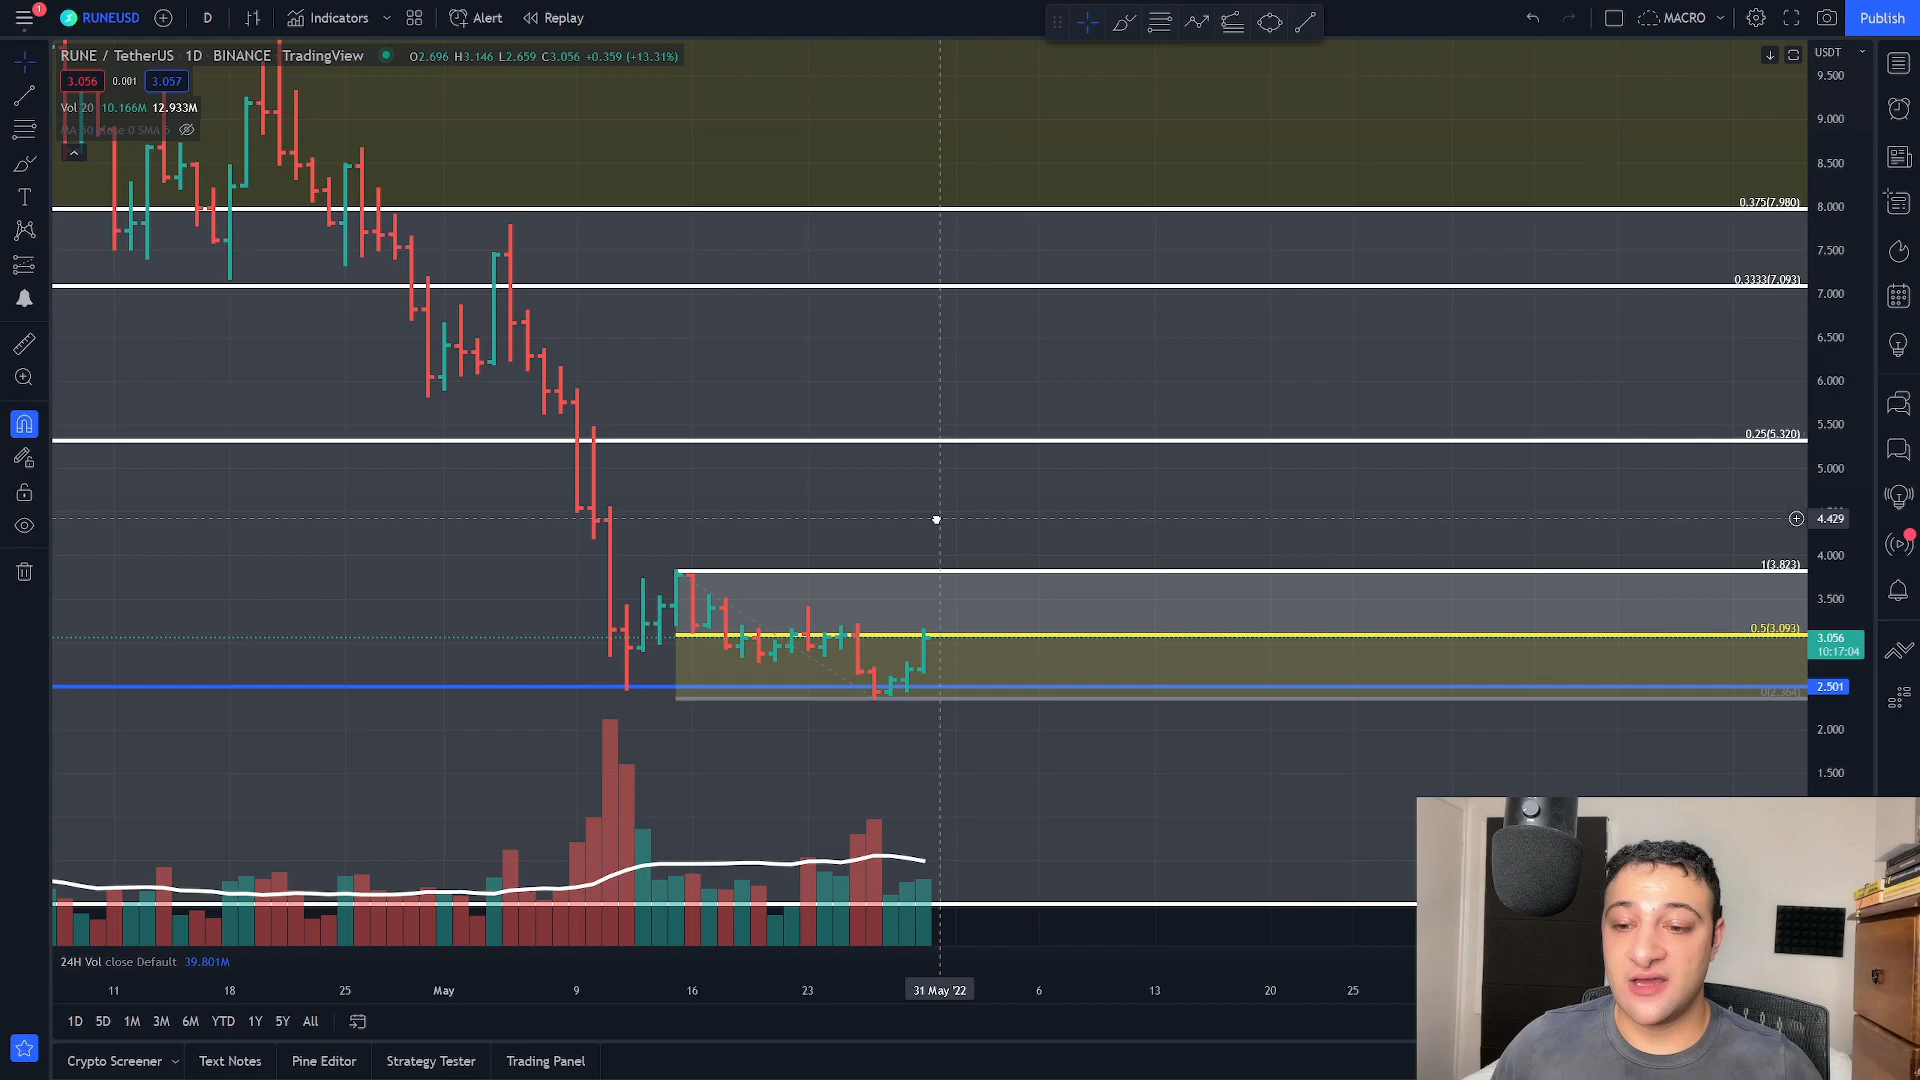 1
RUNEUSD
D
Indicators
Alert
Replay
MACRO
Publish
RUNE / TetherUS · 1D · BINANCE · TradingView
O2.696 H3.146 L2.659 C3.056 +0.359 (+13.31%)
USDT
3.056
0.001
3.057
Vol 20 10.166M 12.933M
9.500
9.000
8.500
0.375(7.980)
8.000
7.500
0.3333(7.093)
7.000
6.500
6.000
5.500
0.25(5.320)
5.000
4.429
4.000
1(3.823)
3.500
0.5(3.093)
3.056
10:17:04
2.501
0(2.364)
2.000
1.500
24H Vol close Default 39.801M
11
18
25
May
9
16
23
31 May '22
6
13
20
25
1D
5D
1M
3M
6M
YTD
1Y
5Y
All
Crypto Screener
Text Notes
Pine Editor
Strategy Tester
Trading Panel